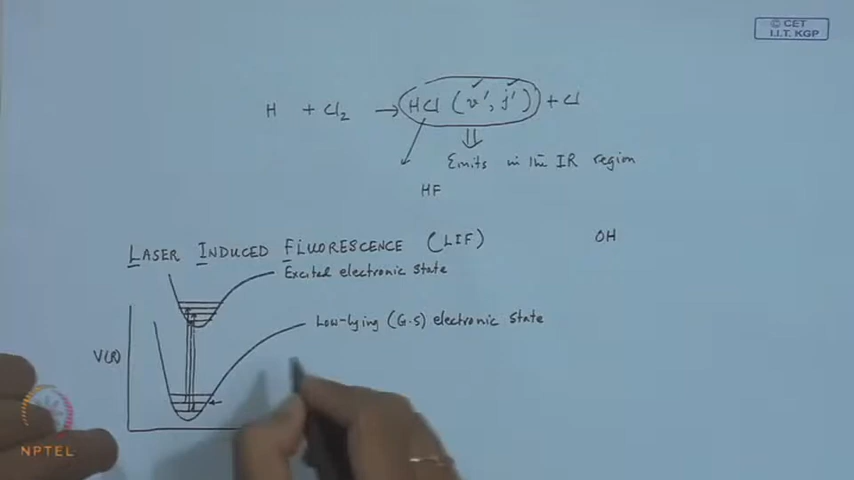 © CET
I.I.T. KGP
H + Cl₂ → HCl (v', j') + Cl
Emits in the IR region
HF
LASER INDUCED FLUORESCENCE (LIF)
OH
Excited electronic state
Low-lying (G.S) electronic state
V(R)
NPTEL